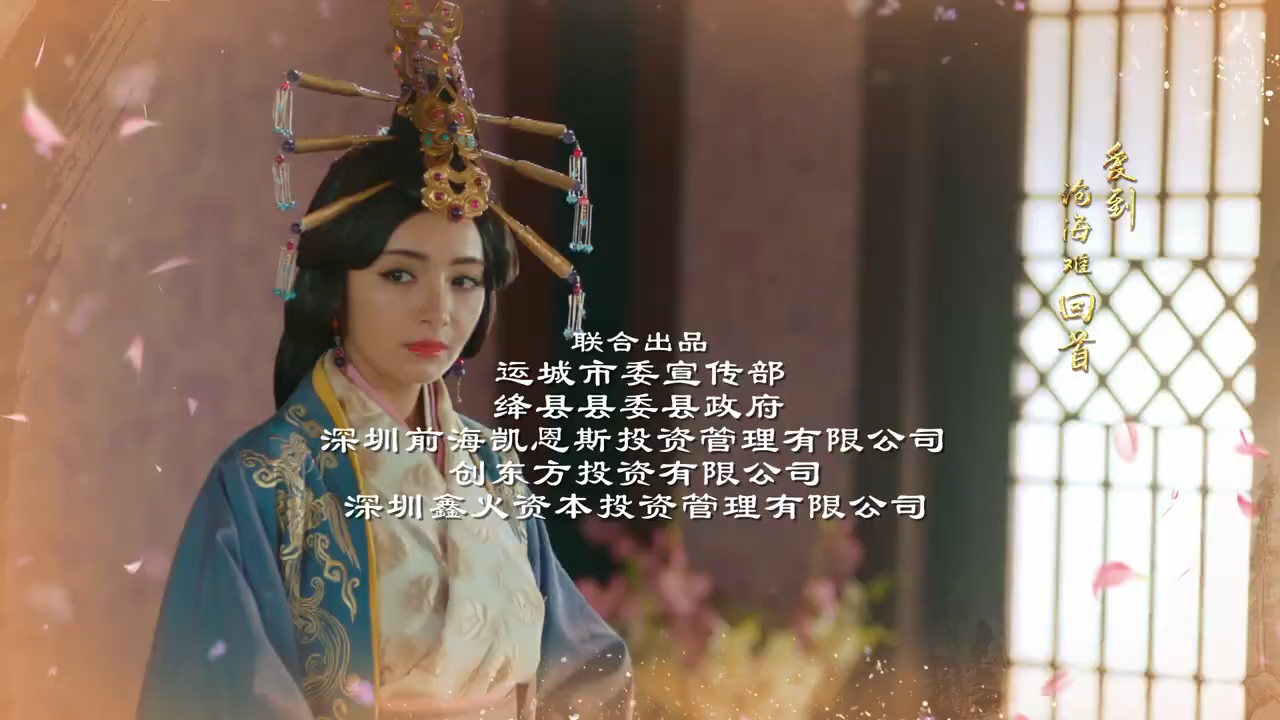 联合出品
运城市委宣传部
绛县县委县政府
深圳前海凯恩斯投资管理有限公司
创东方投资有限公司
深圳鑫火资本投资管理有限公司
爱到
沧海难回首